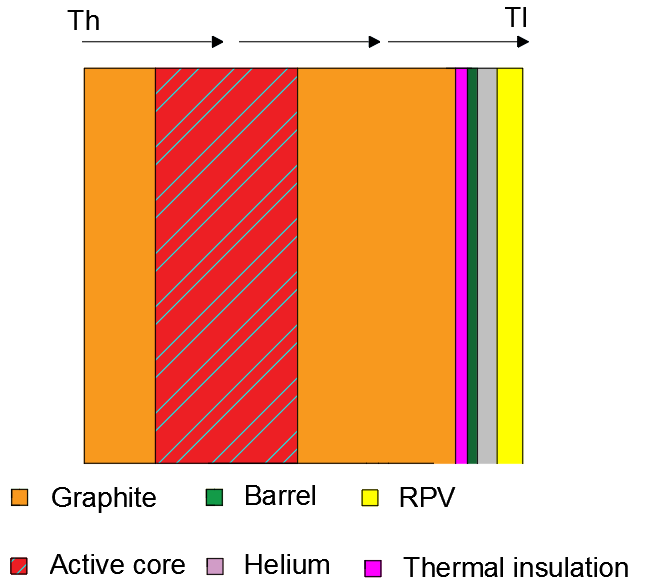 Th Tl
Graphite Barrel RPV
Active core Helium Thermal insulation